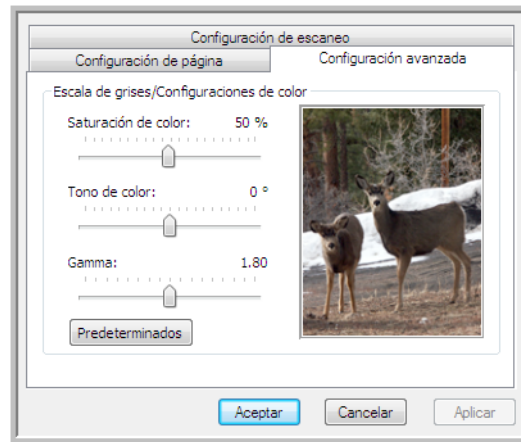 Configuración de escaneo
Configuración de página
Configuración avanzada
Escala de grises/Configuraciones de color
Saturación de color: 50 %
Tono de color: 0 °
Gamma: 1.80
Predeterminados
Aceptar
Cancelar
Aplicar